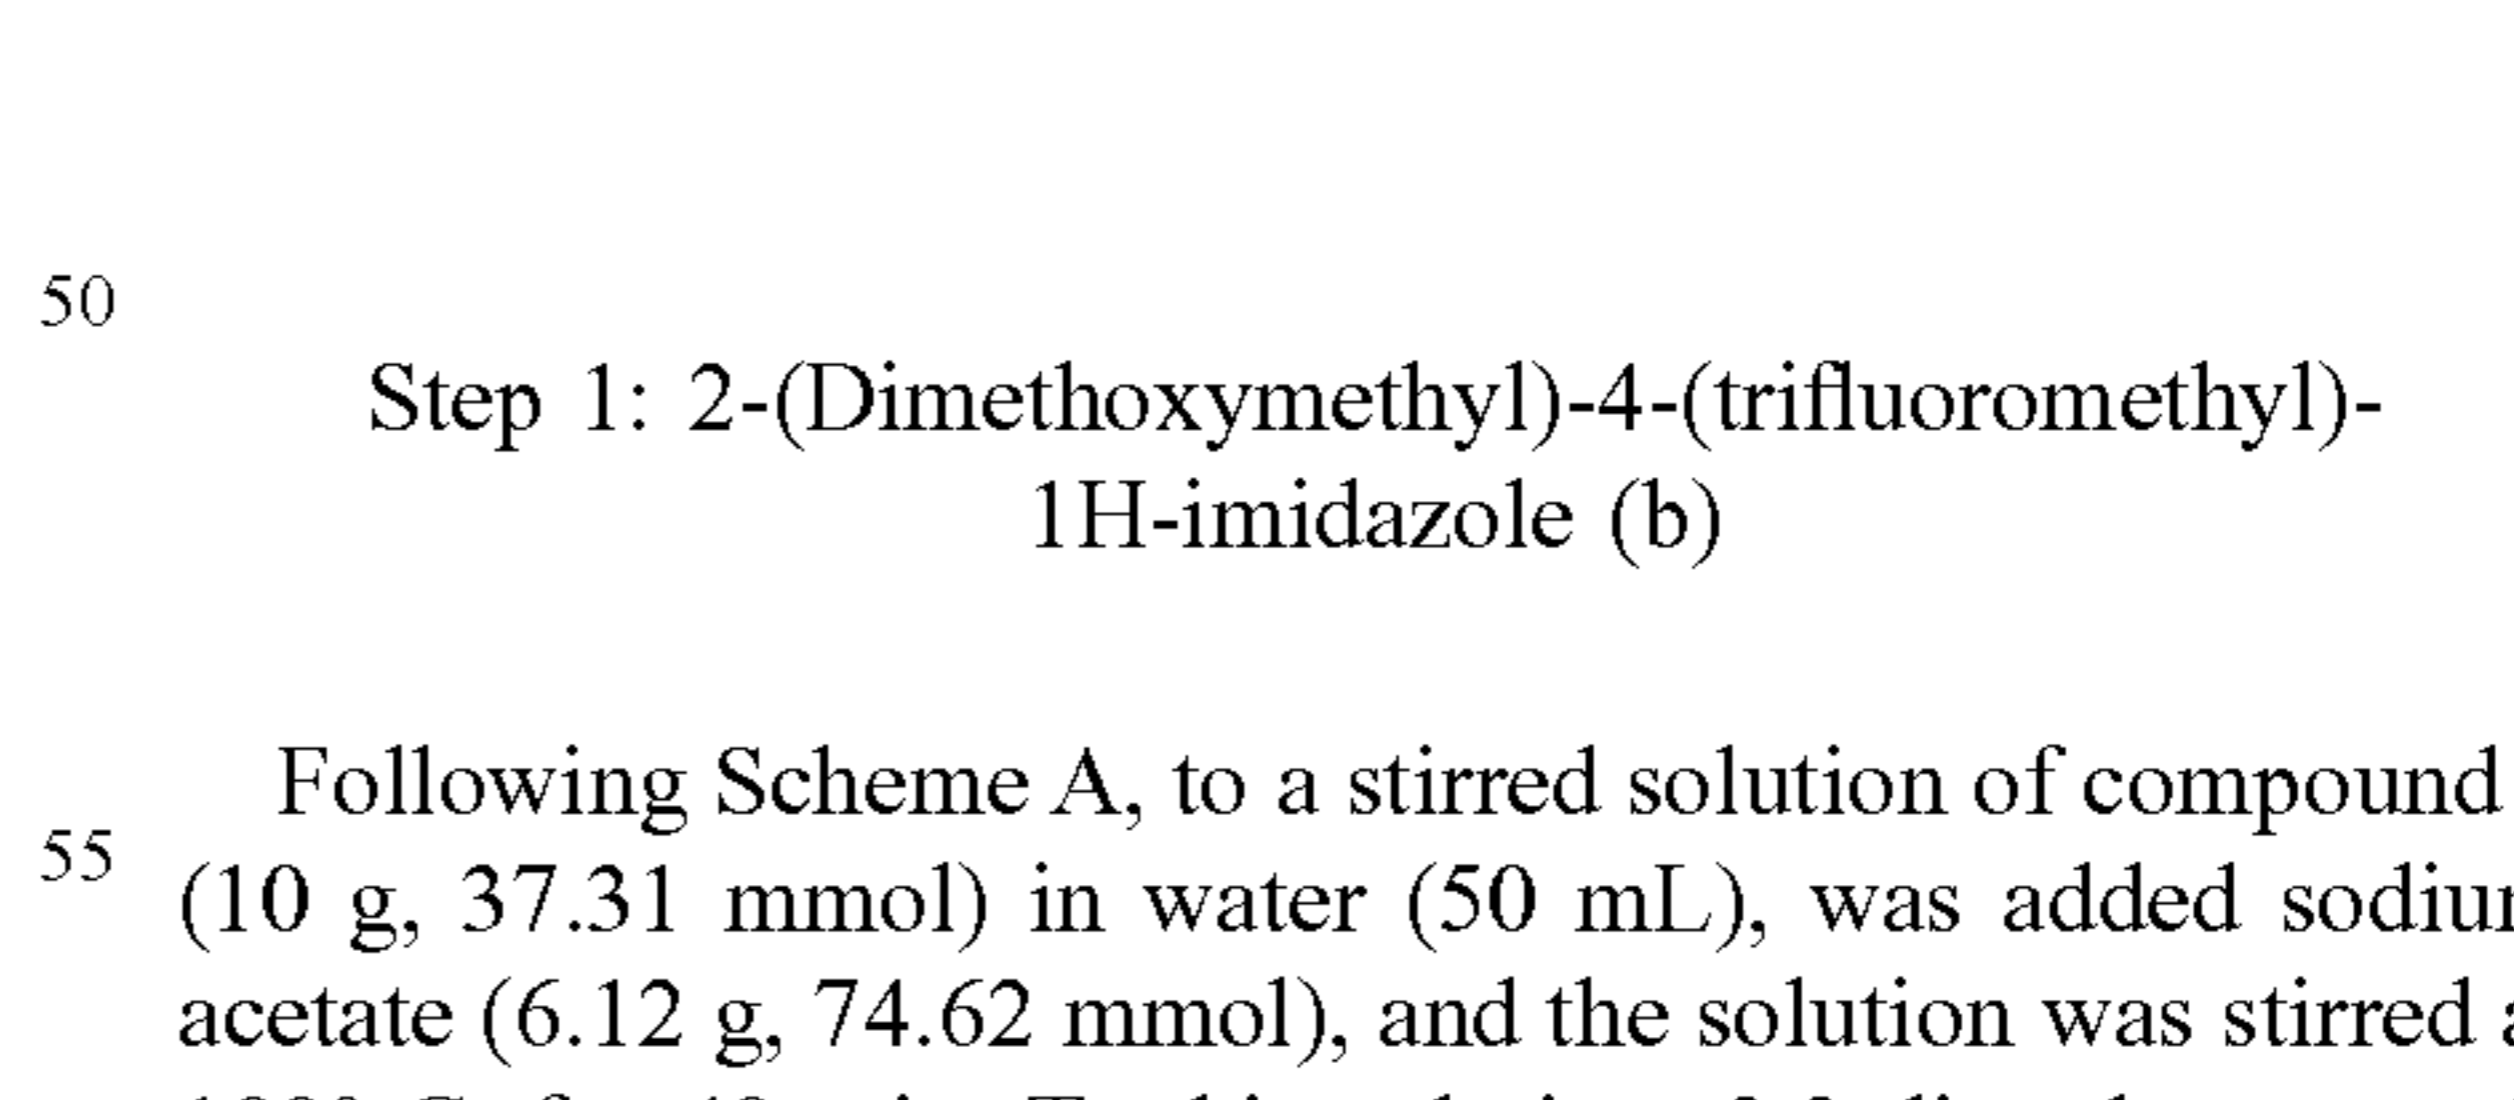 50
Step 1: 2-(Dimethoxymethyl)-4-(trifluoromethyl)-
1H-imidazole (b)
Following Scheme A, to a stirred solution of compound
55
(10 g, 37.31 mmol) in water (50 mL), was added
acetate (6.12 g, 74.62 mmol), and the solution was stirred